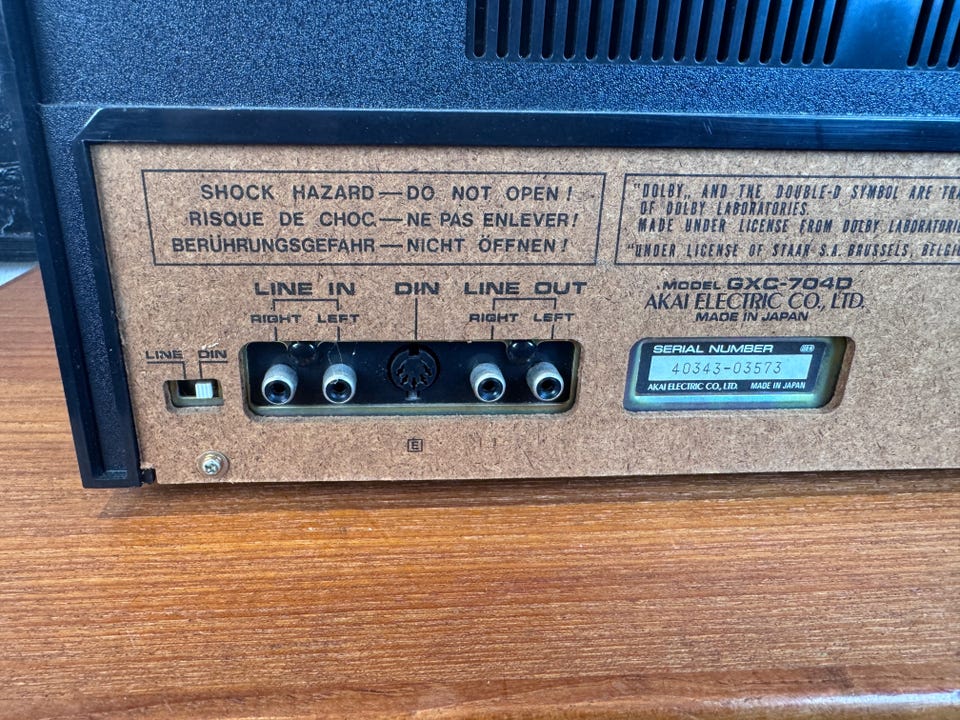 SHOCK HAZARD — DO NOT OPEN!
RISQUE DE CHOC — NE PAS ENLEVER!
BERÜHRUNGSGEFAHR — NICHT ÖFFNEN!
"DOLBY„ AND THE DOUBLE-D SYMBOL ARE
OF DOLBY LABORATORIES.
MADE UNDER LICENSE FROM DOLBY
"UNDER LICENSE OF STAAR S.A. BRUSSELS,
LINE IN DIN LINE OUT
RIGHT LEFT RIGHT LEFT
MODEL GXC-704D
AKAI ELECTRIC CO., LTD.
MADE IN JAPAN
LINE DIN
SERIAL NUMBER
40343-03573
AKAI ELECTRIC CO., LTD. MADE IN JAPAN
E